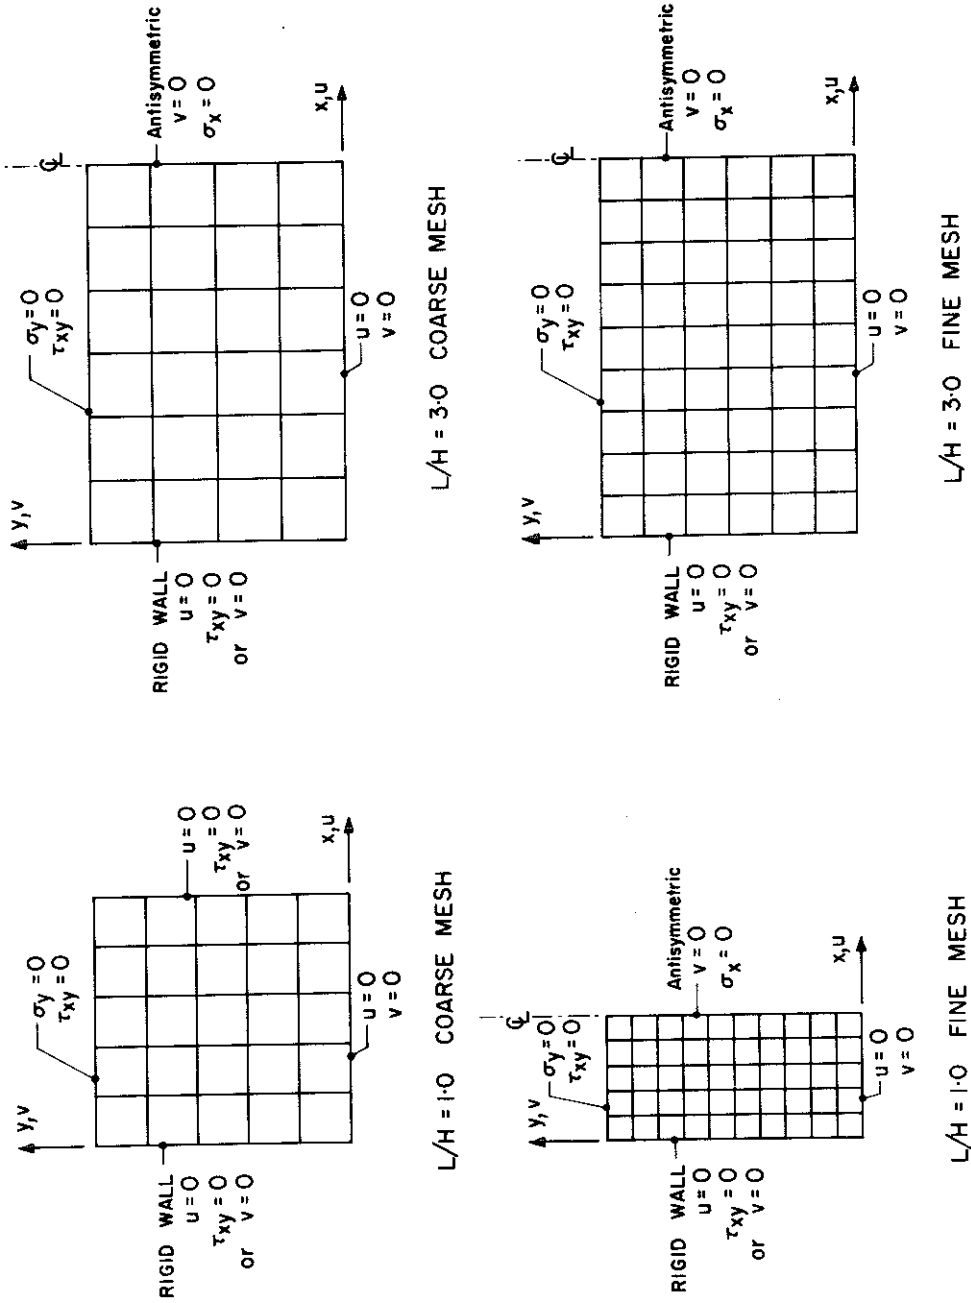 y,v
σy=0
τxy=0
RIGID WALL
u=0
τxy=0
or v=0
u=0
τxy=0
or v=0
x,u
u=0
v=0
L/H = 1·0 COARSE MESH
y,v
σy=0
τxy=0
RIGID WALL
u=0
τxy=0
or v=0
℄
Antisymmetric
v=0
σx=0
x,u
u=0
v=0
L/H = 3·0 COARSE MESH
y,v
σy=0
τxy=0
RIGID WALL
u=0
τxy=0
or v=0
℄
Antisymmetric
v=0
σx=0
x,u
u=0
v=0
L/H = 1·0 FINE MESH
y,v
σy=0
τxy=0
RIGID WALL
u=0
τxy=0
or v=0
℄
Antisymmetric
v=0
σx=0
x,u
u=0
v=0
L/H = 3·0 FINE MESH